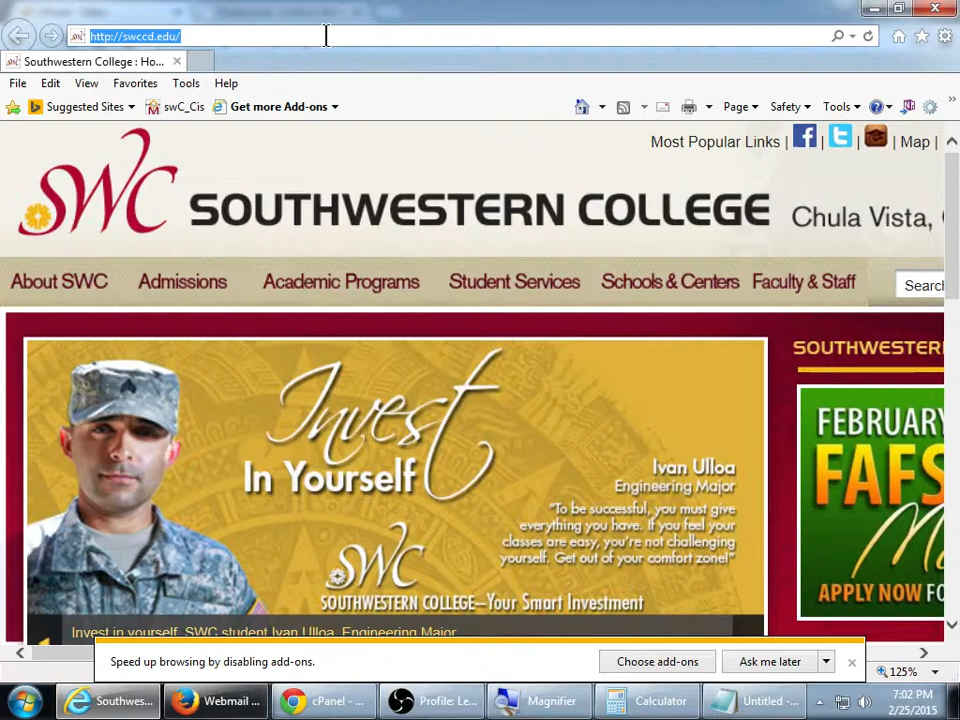 http://swccd.edu/
Southwestern College : Ho...
File Edit View Favorites Tools Help
Suggested Sites swC_Cis Get more Add-ons Page Safety Tools
Most Popular Links | | | | Map |
SWC SOUTHWESTERN COLLEGE Chula Vista,
About SWC Admissions Academic Programs Student Services Schools & Centers Faculty & Staff Search
SOUTHWESTERN
Invest
In Yourself
Ivan Ulloa
Engineering Major
"To be successful, you must give
everything you have. If you feel your
classes are easy, you're not challenging
yourself. Get out of your comfort zone!"
SWC
SOUTHWESTERN COLLEGE—Your Smart Investment
Invest in yourself. SWC student Ivan Ulloa, Engineering Major
FEBRUARY
FAFS
APPLY NOW FO
Speed up browsing by disabling add-ons. Choose add-ons Ask me later
125%
Southwes... Webmail ... cPanel - ... Profile: Le... Magnifier Calculator Untitled -...
7:02 PM
2/25/2015